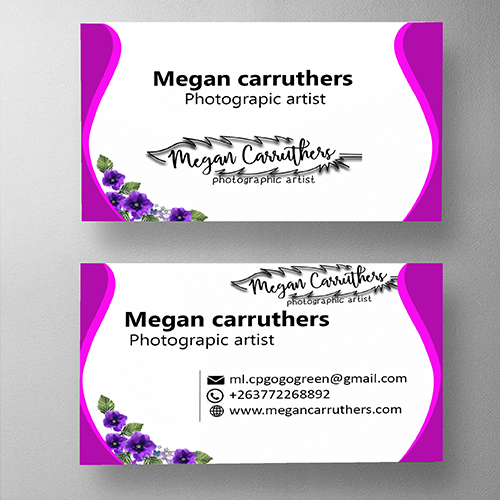 Megan carruthers
Photograpic artist
Megan Carruthers
photographic artist
Megan Carruthers
photographic artist
Megan carruthers
Photograpic artist
ml.cpgogogreen@gmail.com
+263772268892
www.megancarruthers.com